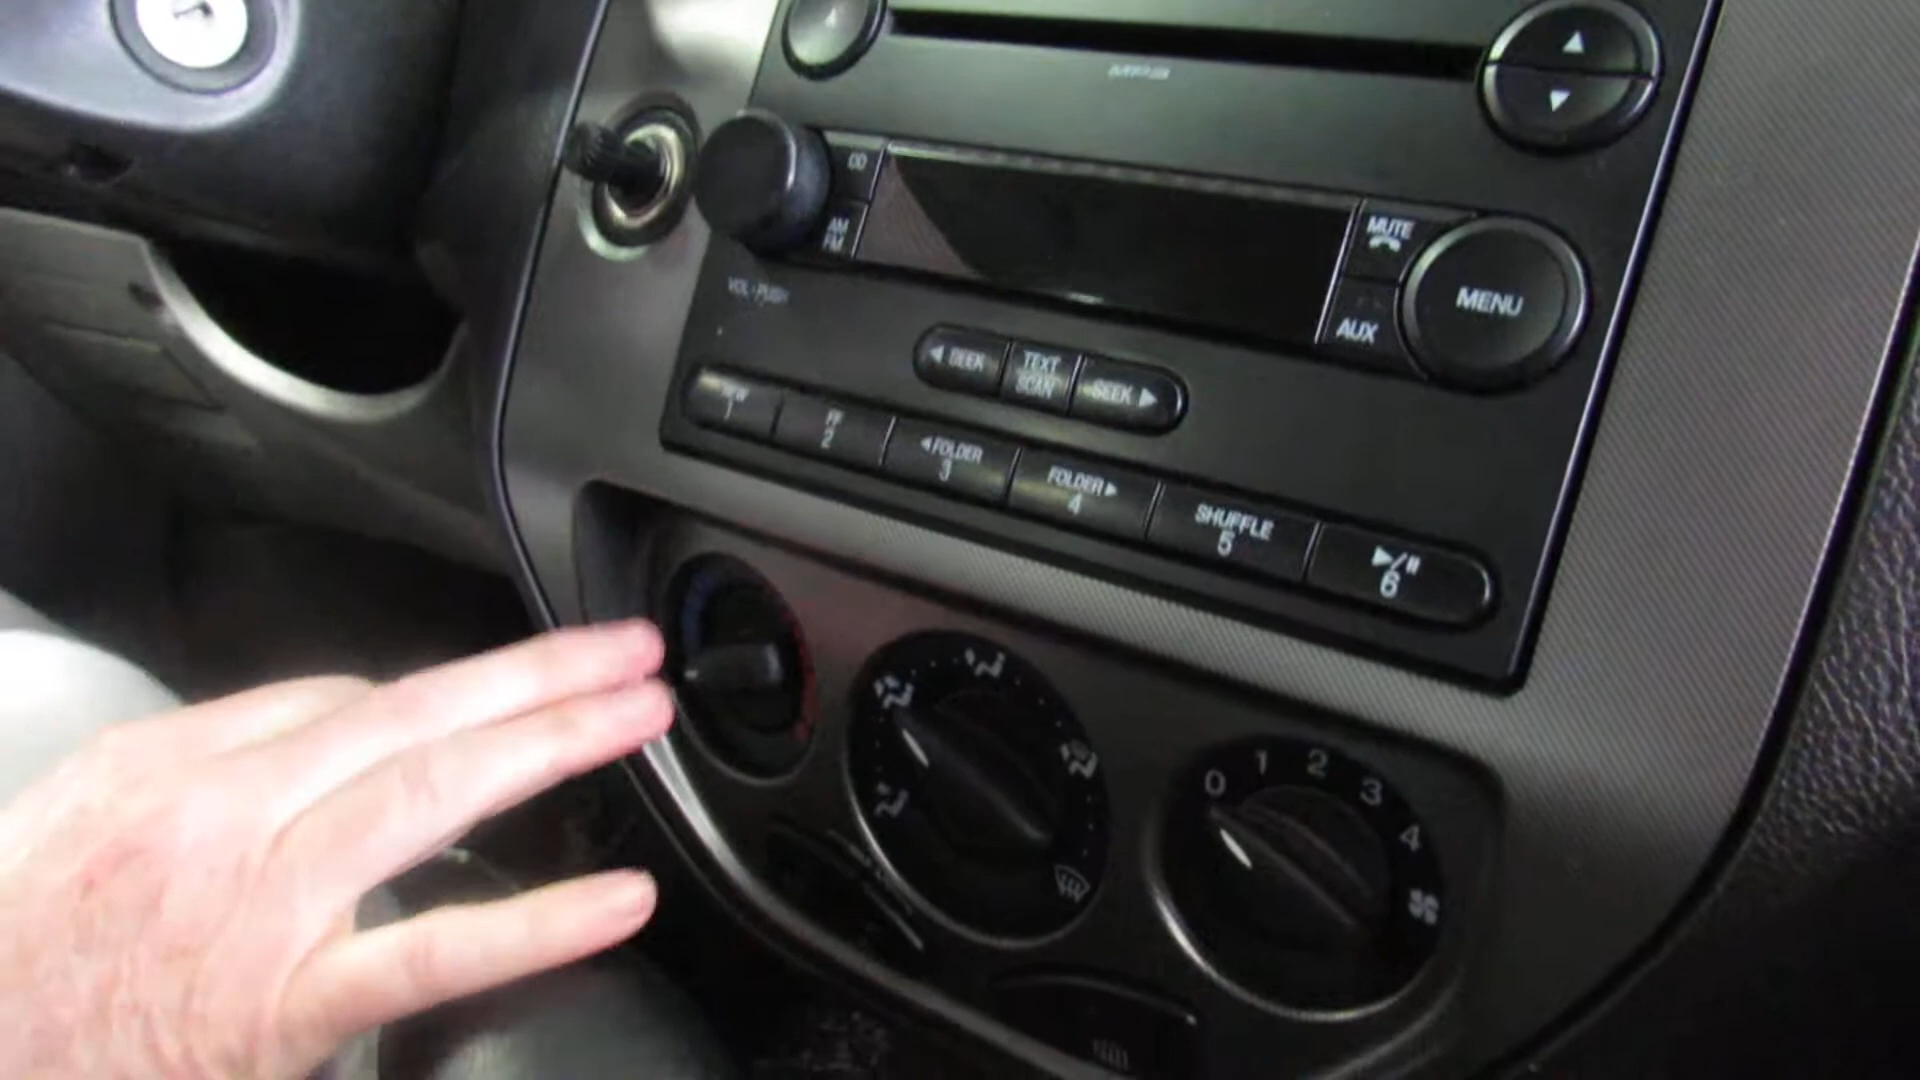 CD
MUTE
AM
FM
MENU
VOL-PUSH
AUX
◀ SEEK
TEXT
SCAN
SEEK ▶
1
FF
2
◀FOLDER
3
FOLDER▶
4
SHUFFLE
5
▶/II
6
0 1 2 3 4